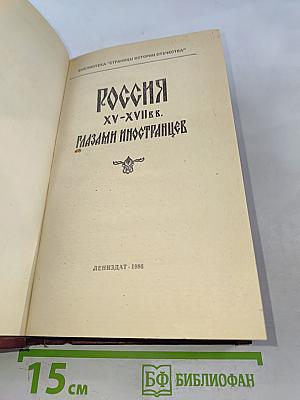 БИБЛИОТЕКА "СТРАНИЦЫ ИСТОРИИ ОТЕЧЕСТВА"
РОССИЯ
XV-XVII вв.
ГЛАЗАМИ ИНОСТРАНЦЕВ
ЛЕНИЗДАТ·1986
15 см
БФ БИБЛИОФАН